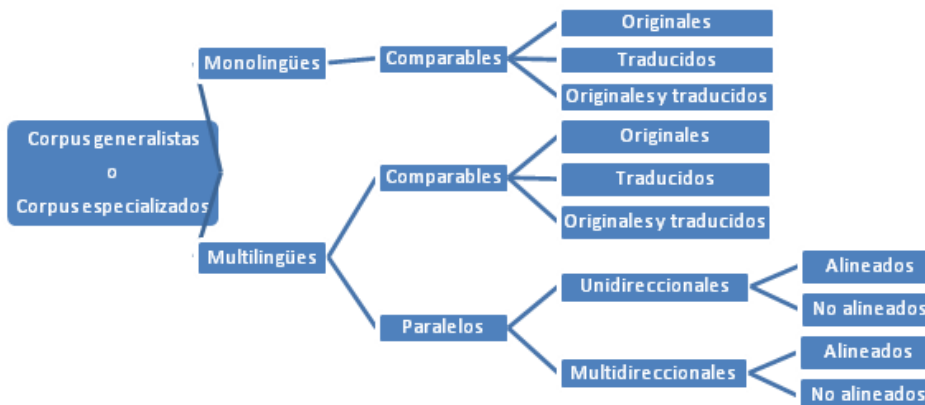 Corpus generalistas
o
Corpus especializados
Monolingües
Comparables
Originales
Traducidos
Originales y traducidos
Multilingües
Comparables
Originales
Traducidos
Originales y traducidos
Paralelos
Unidireccionales
Alineados
No alineados
Multidireccionales
Alineados
No alineados